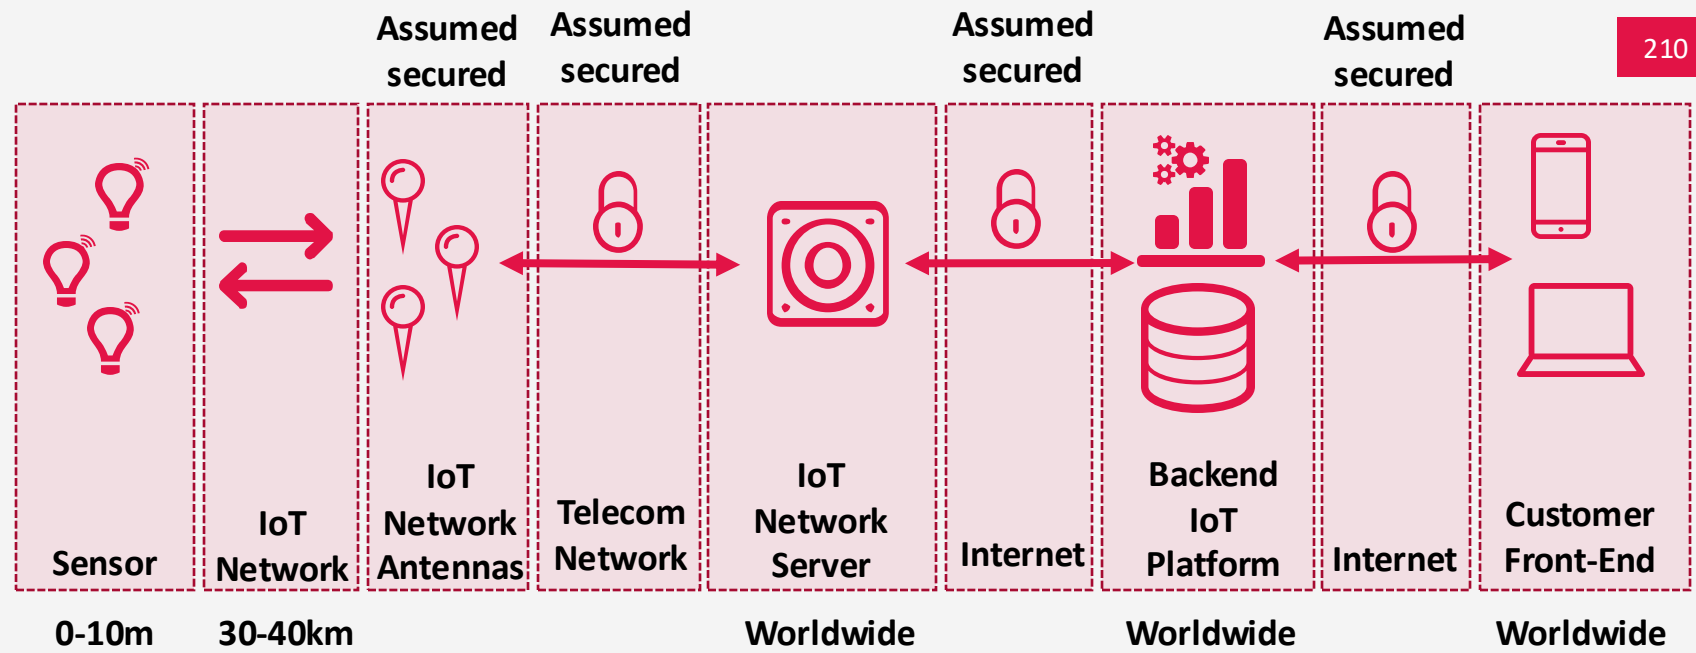 Assumed
secured
Assumed
secured
Assumed
secured
Assumed
secured
210
Sensor
IoT
Network
IoT
Network
Antennas
Telecom
Network
IoT
Network
Server
Internet
Backend
IoT
Platform
Internet
Customer
Front-End
0-10m
30-40km
Worldwide
Worldwide
Worldwide